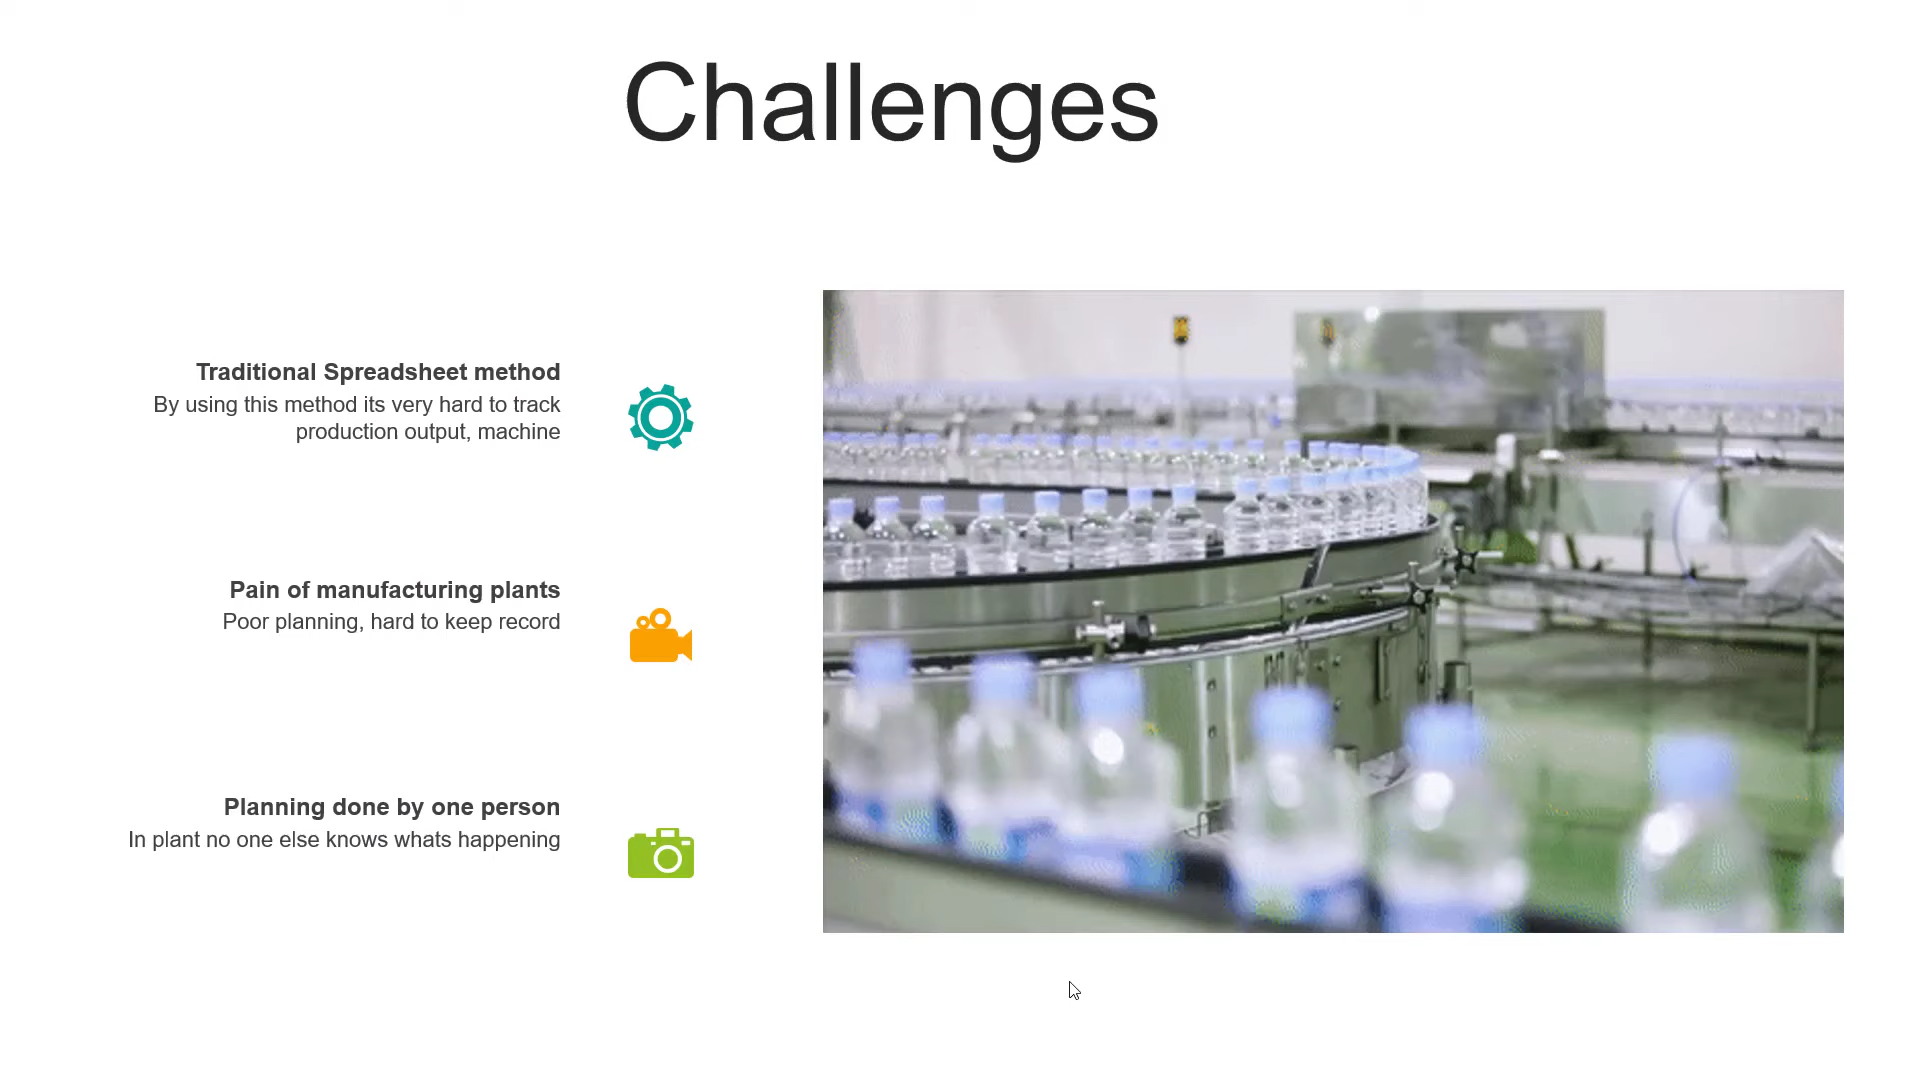 Challenges
Traditional Spreadsheet method
By using this method its very hard to track
production output, machine
Pain of manufacturing plants
Poor planning, hard to keep record
Planning done by one person
In plant no one else knows whats happening